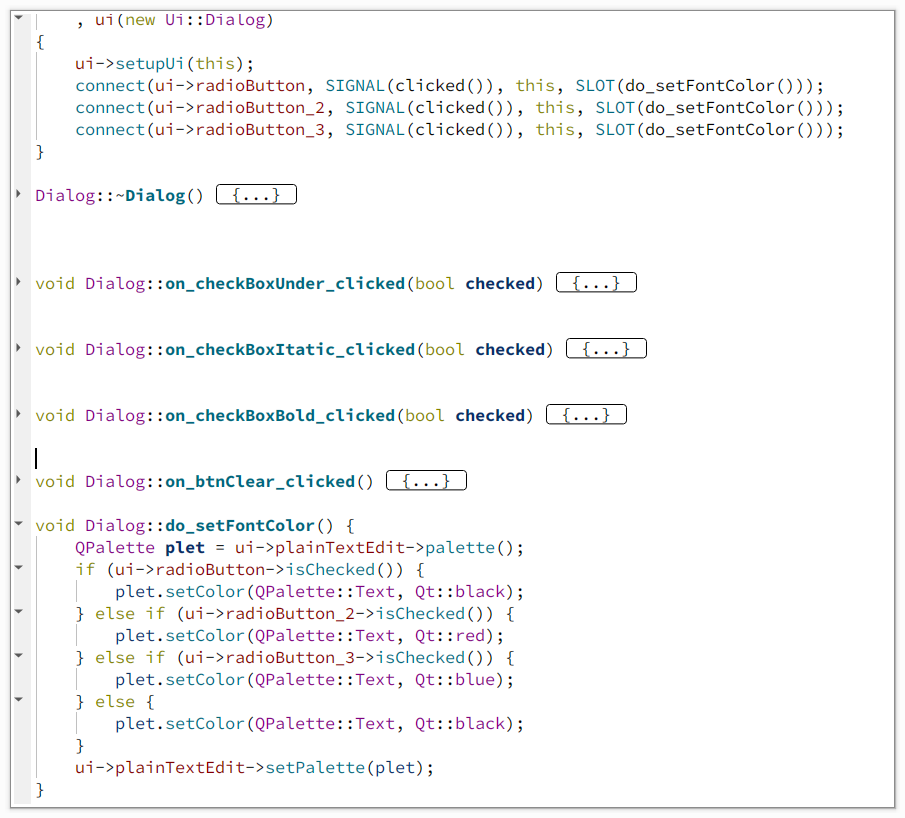 , ui(new Ui::Dialog)
{
ui->setupUi(this);
connect(ui->radioButton, SIGNAL(clicked()), this, SLOT(do_setFontColor()));
connect(ui->radioButton_2, SIGNAL(clicked()), this, SLOT(do_setFontColor()));
connect(ui->radioButton_3, SIGNAL(clicked()), this, SLOT(do_setFontColor()));
}
Dialog::~Dialog() {...}
void Dialog::on_checkBoxUnder_clicked(bool checked) {...}
void Dialog::on_checkBoxItatic_clicked(bool checked) {...}
void Dialog::on_checkBoxBold_clicked(bool checked) {...}
void Dialog::on_btnClear_clicked() {...}
void Dialog::do_setFontColor() {
QPalette plet = ui->plainTextEdit->palette();
if (ui->radioButton->isChecked()) {
plet.setColor(QPalette::Text, Qt::black);
} else if (ui->radioButton_2->isChecked()) {
plet.setColor(QPalette::Text, Qt::red);
} else if (ui->radioButton_3->isChecked()) {
plet.setColor(QPalette::Text, Qt::blue);
} else {
plet.setColor(QPalette::Text, Qt::black);
}
ui->plainTextEdit->setPalette(plet);
}